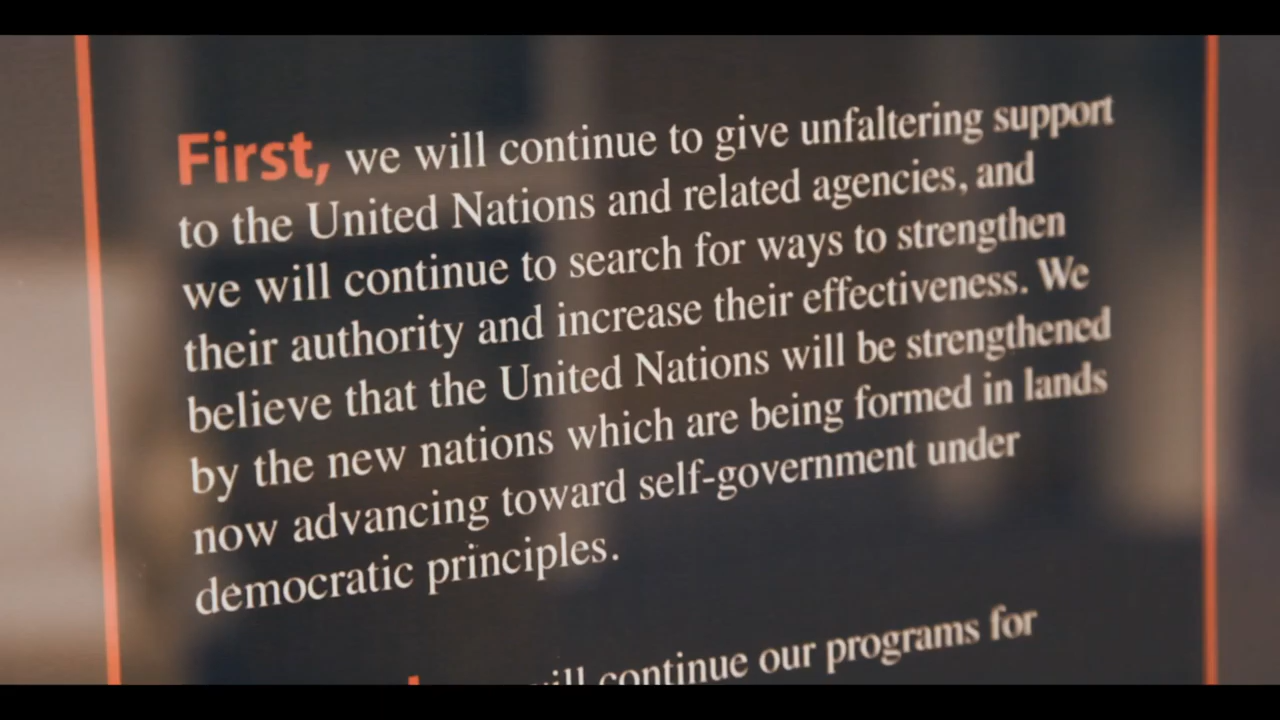 First, we will continue to give unfaltering support
to the United Nations and related agencies, and
we will continue to search for ways to strengthen
their authority and increase their effectiveness. We
believe that the United Nations will be strengthened
by the new nations which are being formed in lands
now advancing toward self-government under
democratic principles.
will continue our programs for